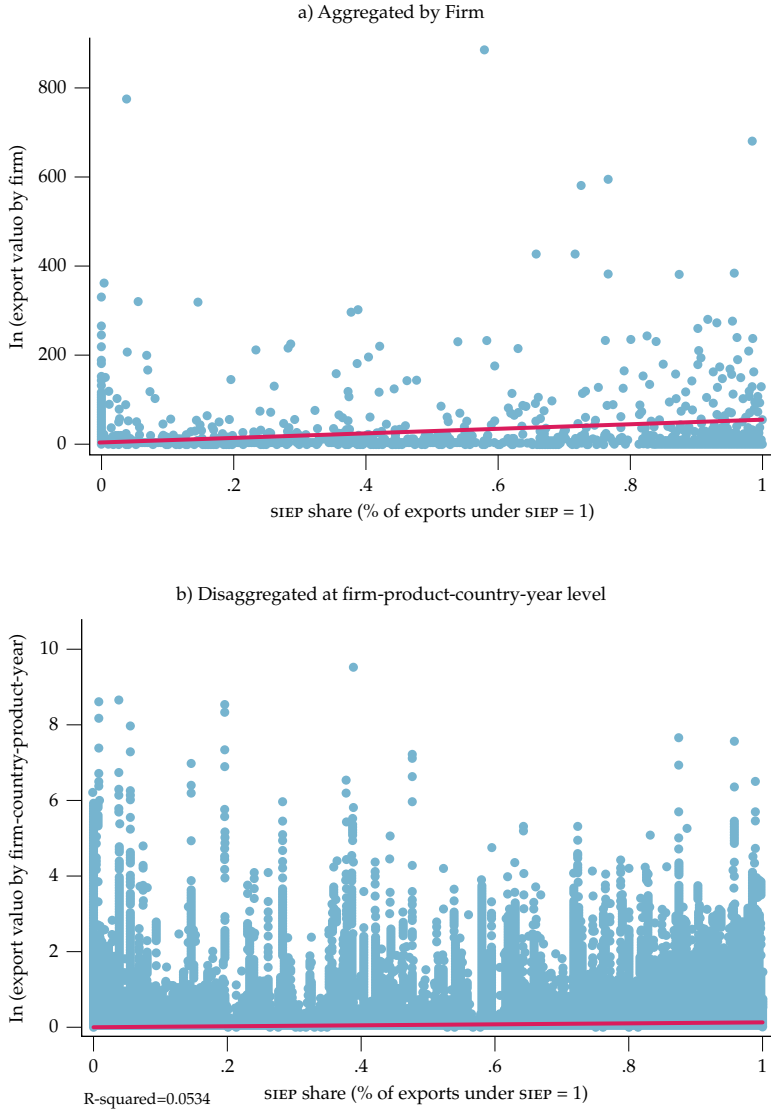 a) Aggregated by Firm
ln (export valuo by firm)
800
600
400
200
0
0 .2 .4 .6 .8 1
SIEP share (% of exports under SIEP = 1)
b) Disaggregated at firm-product-country-year level
ln (export valuo by firm-country-product-year)
10
8
6
4
2
0
0 .2 .4 .6 .8 1
SIEP share (% of exports under SIEP = 1)
R-squared=0.0534